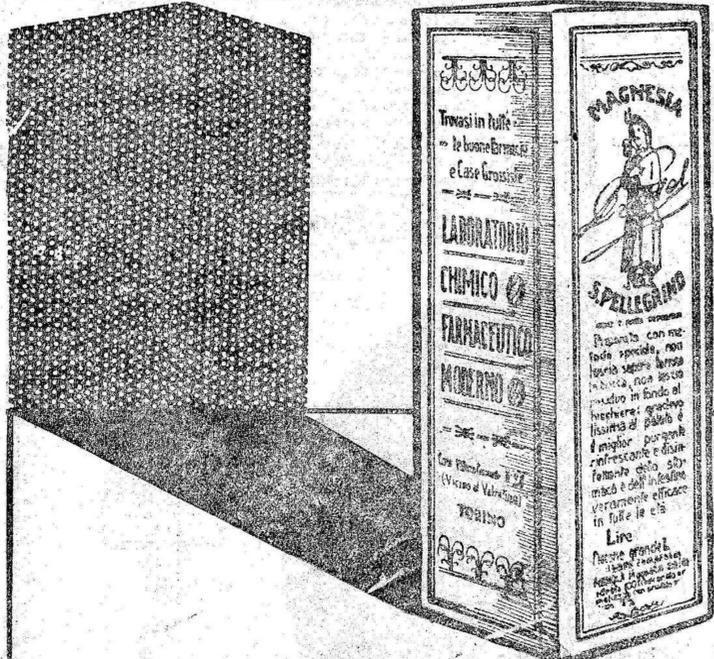 Trovasi in tutte
le buone Farmacie
e Case Grossiste
LABORATORIO
CHIMICO
FARMACEUTICO
MODERNO
(Vicino al Valentino)
TORINO
MAGNESIA
del
S. PELLEGRINO
Preparata con me-
todo speciale, non
lascia sapore terroso
in bocca, non lascia
residuo in fondo al
bicchiere: gradevo
lissima al palato è
il miglior purgante
rinfrescante e disin-
fettante dello sto-
maco e dell'intestino
veramente efficace
in tutte le età
Lire
Flacone grande L.